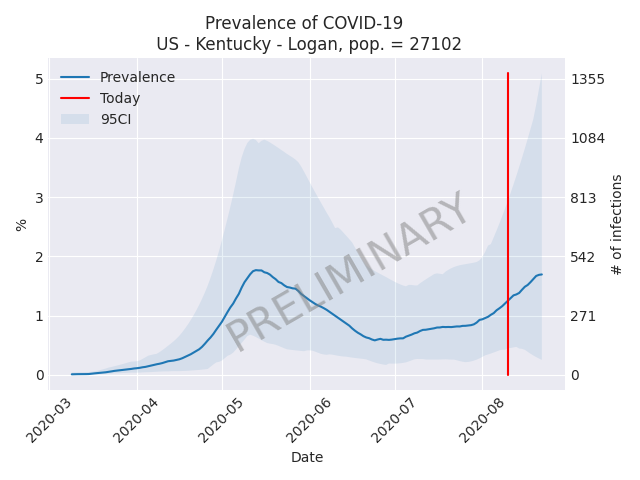 Prevalence of COVID-19
US - Kentucky - Logan, pop. = 27102
Prevalence
Today
95CI
%
5
4
3
2
1
0
1355
1084
813
542
271
0
# of infections
PRELIMINARY
2020-03
2020-04
2020-05
2020-06
2020-07
2020-08
Date